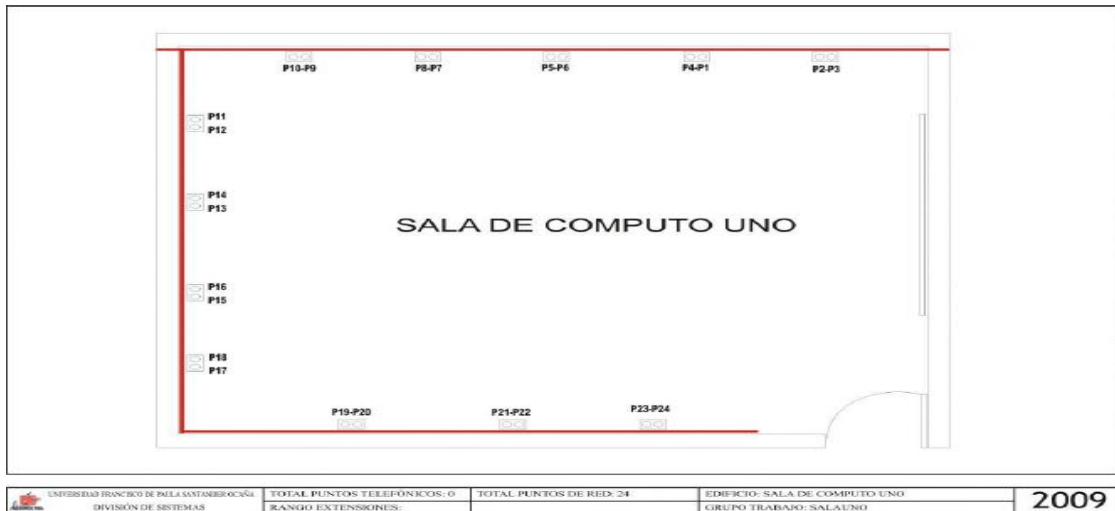 P10-P9 P8-P7 P5-P6 P4-P1 P2-P3
P11
P12
P14
P13
SALA DE COMPUTO UNO
P16
P15
P18
P17
P19-P20 P21-P22 P23-P24
UNIVERSIDAD FRANCISCO DE PAULA SANTANDER OCAÑA
DIVISIÓN DE SISTEMAS
TOTAL PUNTOS TELEFÓNICOS: 0
RANGO EXTENSIONES:
TOTAL PUNTOS DE RED: 24
EDIFICIO: SALA DE COMPUTO UNO
GRUPO TRABAJO: SALAUNO
2009